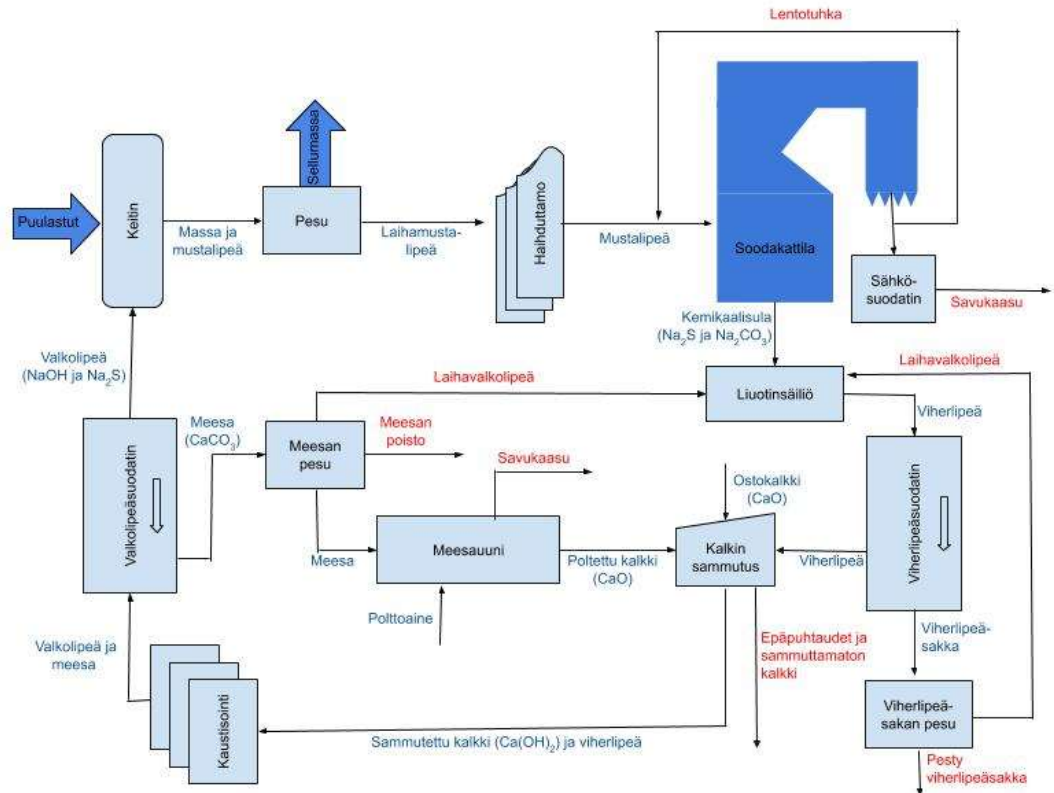 Lentotuhka
Puulastut
Keitin
Massa ja
mustalipeä
Sellumassa
Pesu
Laihamusta-
lipeä
Haihduttamo
Mustalipeä
Soodakattila
Sähkö-
suodatin
Savukaasu
Kemikaalisula
(Na₂S ja Na₂CO₃)
Valkolipeä
(NaOH ja Na₂S)
Laihavalkolipeä
Liuotinsäiliö
Laihavalkolipeä
Viherlipeä
Meesa
(CaCO₃)
Meesan
pesu
Meesan
poisto
Savukaasu
Ostokalkki
(CaO)
Valkolipeäsuodatin
Viherlipeäsuodatin
Meesa
Meesauuni
Poltettu kalkki
(CaO)
Kalkin
sammutus
Viherlipeä
Polttoaine
Valkolipeä ja
meesa
Epäpuhtaudet ja
sammuttamaton
kalkki
Viherlipeä-
sakka
Kaustisointi
Sammutettu kalkki (Ca(OH)₂) ja viherlipeä
Viherlipeä-
sakan pesu
Pesty
viherlipeäsakka